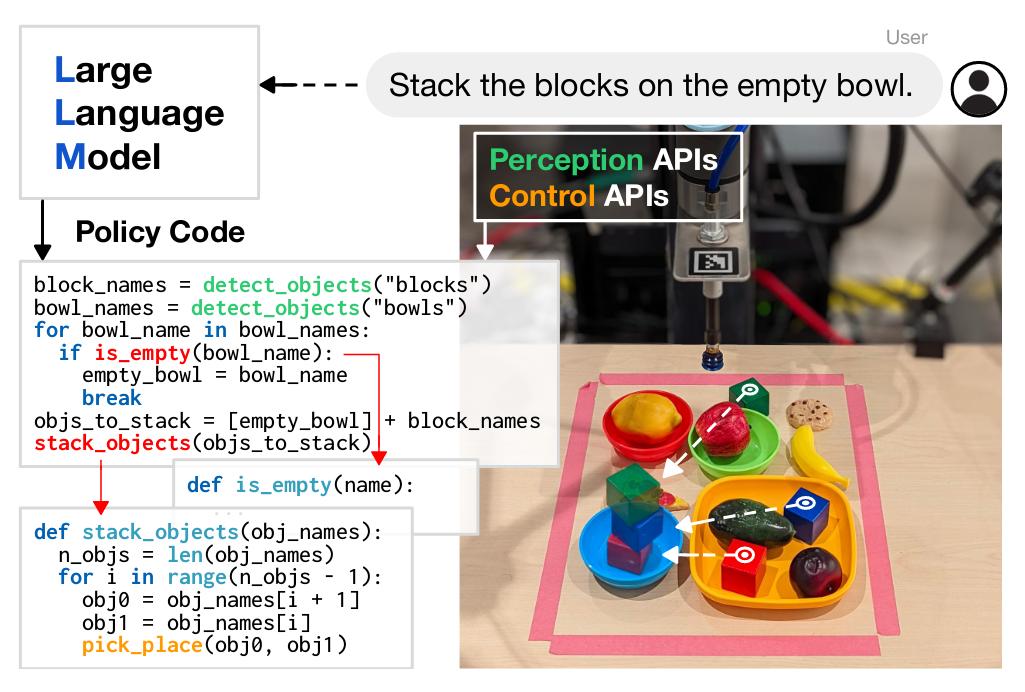 User
Stack the blocks on the empty bowl.
Large
Language
Model
Perception APIs
Control APIs
Policy Code
block_names = detect_objects("blocks")
bowl_names = detect_objects("bowls")
for bowl_name in bowl_names:
  if is_empty(bowl_name):
    empty_bowl = bowl_name
    break
objs_to_stack = [empty_bowl] + block_names
stack_objects(objs_to_stack)
def is_empty(name):
  ...
def stack_objects(obj_names):
  n_objs = len(obj_names)
  for i in range(n_objs - 1):
    obj0 = obj_names[i + 1]
    obj1 = obj_names[i]
    pick_place(obj0, obj1)